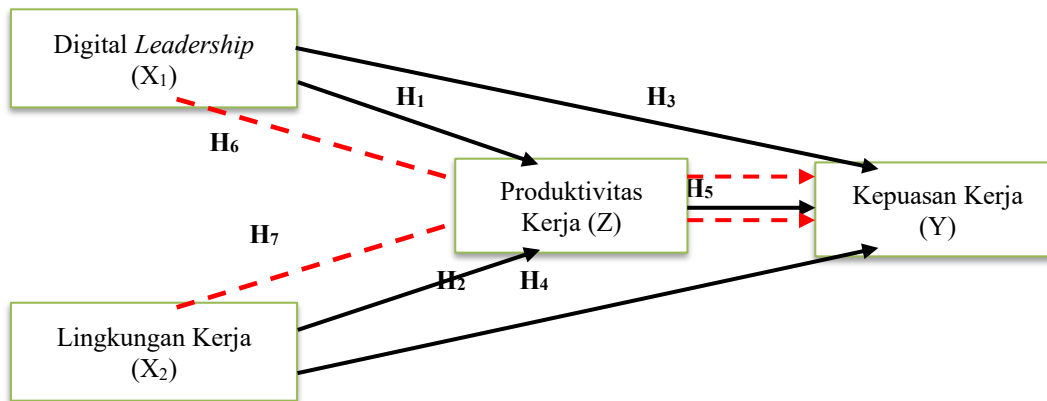 Digital Leadership
(X₁)
H₁
H₃
H₆
Produktivitas
Kerja (Z)
H₅
Kepuasan Kerja
(Y)
H₇
H₂
H₄
Lingkungan Kerja
(X₂)